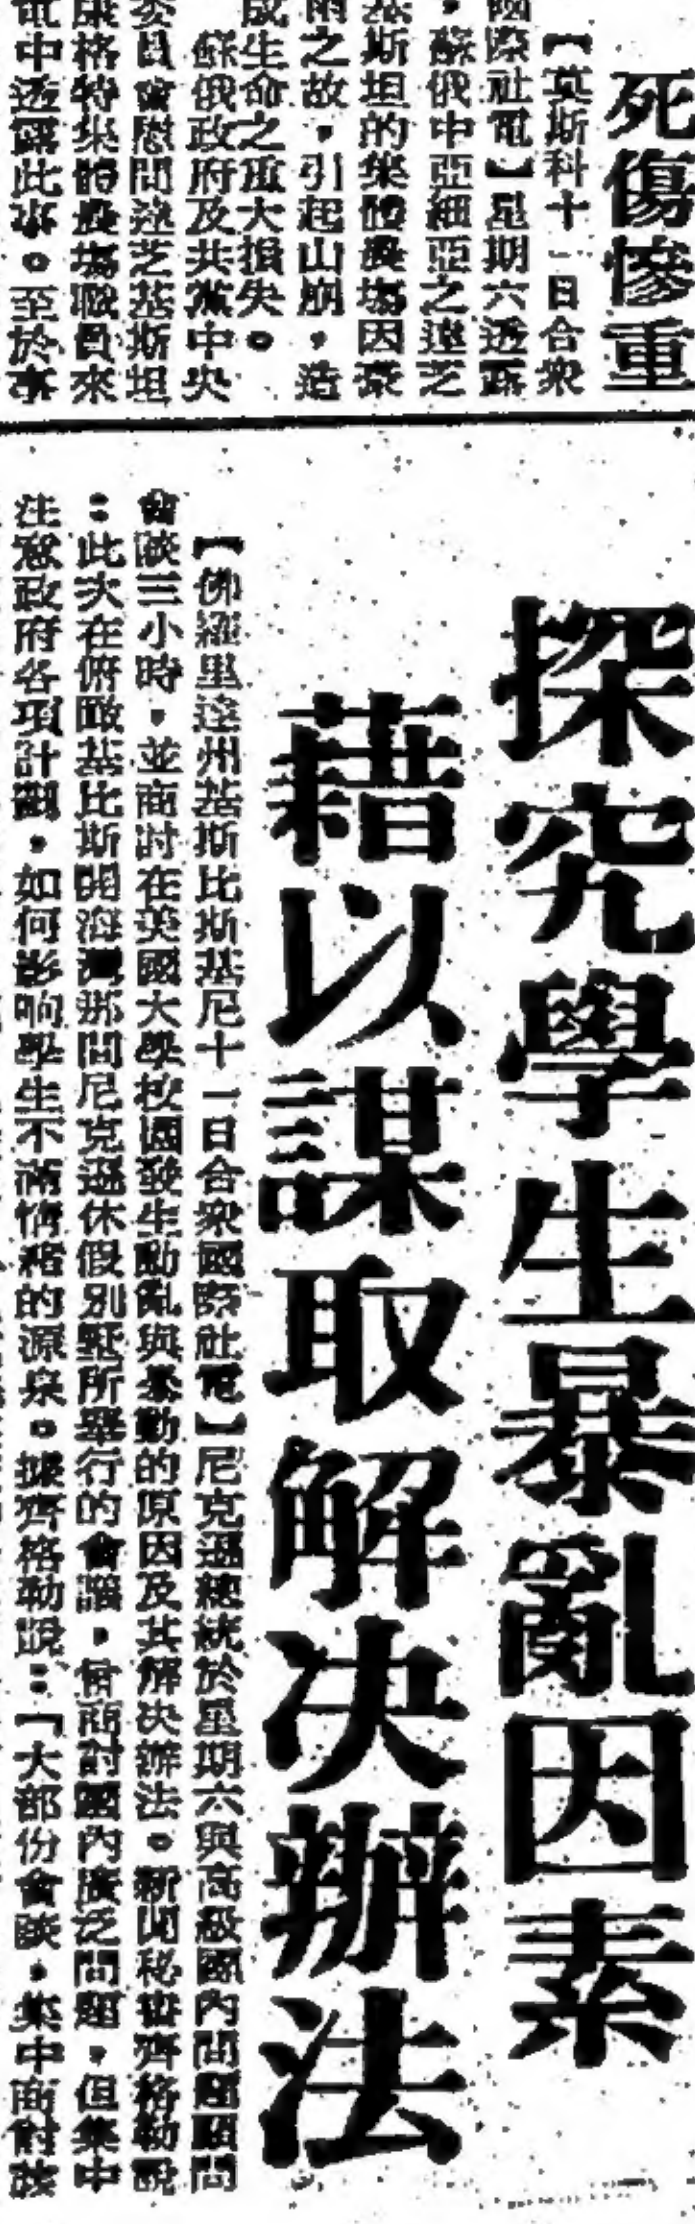 死傷慘重
【莫斯科十一日合衆
國際社電】星期六透露
，蘇俄中亞細亞之達芝
基斯坦的集體農場因豪
雨之故，引起山崩，造
成生命之重大損失。
蘇俄政府及共黨中央
委員會慰問達芝基斯坦
康格特集體農場職員來
電中透露此事。至於事
探究學生暴亂因素
藉以謀取解决辦法
【佛羅里達州基斯比斯基尼十一日合衆國際社電】尼克遜總統於星期六與高級國內問題顧問
會談三小時，並商討在美國大學校園發生動亂與暴動的原因及其解决辦法。新聞秘書齊格勒說
：此次在俯瞰基比斯開海灣那間尼克遜休假別墅所舉行的會議，曾商討國內廣泛問題，但集中
注意政府各項計劃，如何影响學生不滿情緒的源泉。據齊格勒說：「大部份會談，集中商討該